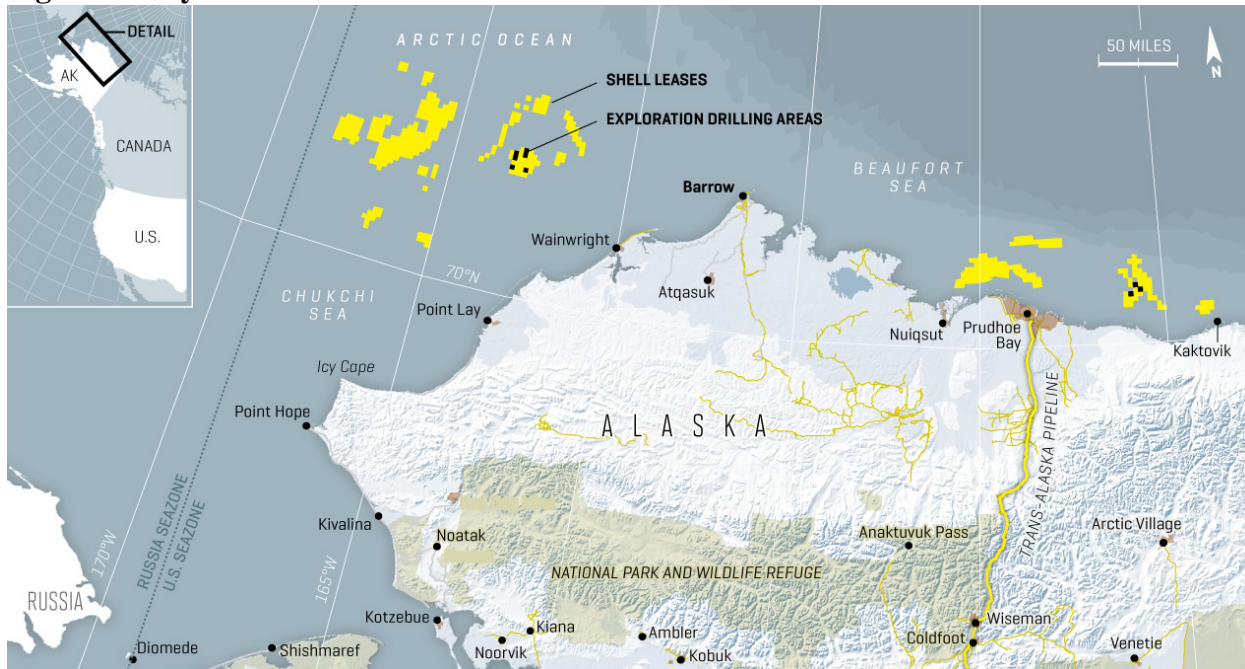 DETAIL
AK
CANADA
U.S.
ARCTIC OCEAN
SHELL LEASES
EXPLORATION DRILLING AREAS
50 MILES
N
BEAUFORT
SEA
Barrow
Wainwright
Atqasuk
70°N
CHUKCHI
SEA
Point Lay
Nuiqsut
Prudhoe
Bay
Kaktovik
Icy Cape
Point Hope
ALASKA
TRANS-ALASKA PIPELINE
Kivalina
Noatak
Anaktuvuk Pass
Arctic Village
NATIONAL PARK AND WILDLIFE REFUGE
170°W
RUSSIA SEAZONE
U.S. SEAZONE
165°W
RUSSIA
Kotzebue
Kiana
Noorvik
Ambler
Kobuk
Wiseman
Coldfoot
Venetie
Diomede
Shishmaref